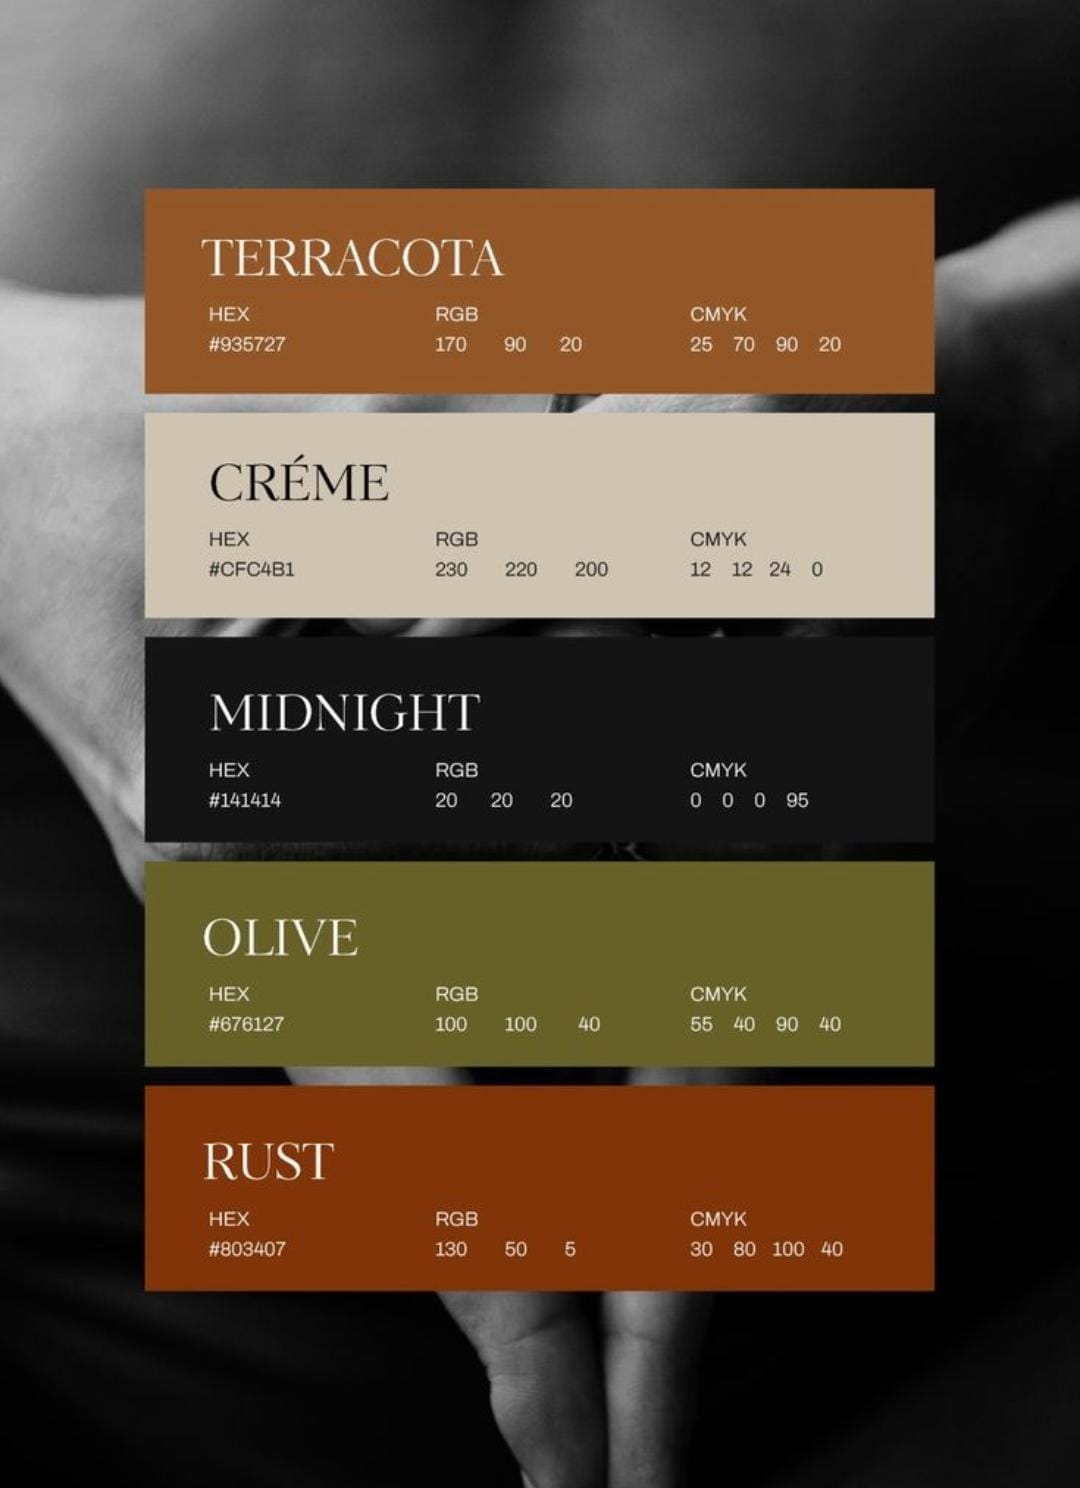 TERRACOTA
HEX RGB CMYK
#935727 170 90 20 25 70 90 20
CRÉME
HEX RGB CMYK
#CFC4B1 230 220 200 12 12 24 0
MIDNIGHT
HEX RGB CMYK
#141414 20 20 20 0 0 0 95
OLIVE
HEX RGB CMYK
#676127 100 100 40 55 40 90 40
RUST
HEX RGB CMYK
#803407 130 50 5 30 80 100 40